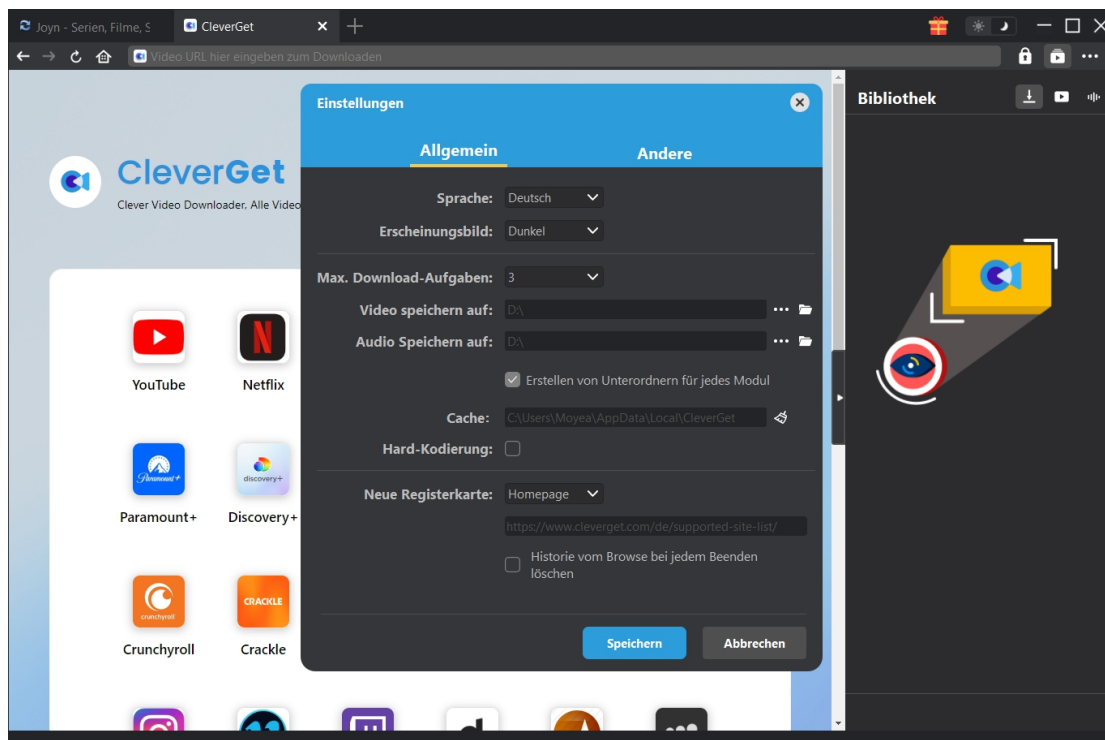 Joyn - Serien, Filme, S
CleverGet
Video URL hier eingeben zum Downloaden
CleverGet
Clever Video Downloader. Alle Video
YouTube
Netflix
Paramount+
discovery+
Paramount+
Discovery+
crunchyroll
CRACKLE
Crunchyroll
Crackle
Einstellungen
Allgemein
Andere
Sprache: Deutsch
Erscheinungsbild: Dunkel
Max. Download-Aufgaben: 3
Video speichern auf: D:\
Audio Speichern auf: D:\
Erstellen von Unterordnern für jedes Modul
Cache: C:\Users\Moyea\AppData\Local\CleverGet
Hard-Kodierung:
Neue Registerkarte: Homepage
https://www.cleverget.com/de/supported-site-list/
Historie vom Browse bei jedem Beenden
löschen
Speichern
Abbrechen
Bibliothek